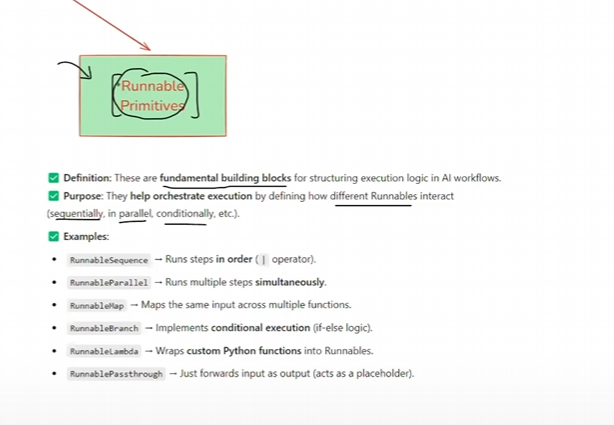 Runnable
Primitives
Definition: These are fundamental building blocks for structuring execution logic in AI workflows.
Purpose: They help orchestrate execution by defining how different Runnables interact
(sequentially, in parallel, conditionally, etc.).
Examples:
RunnableSequence → Runs steps in order ( | operator).
RunnableParallel → Runs multiple steps simultaneously.
RunnableMap → Maps the same input across multiple functions.
RunnableBranch → Implements conditional execution (if-else logic).
RunnableLambda → Wraps custom Python functions into Runnables.
RunnablePassthrough → Just forwards input as output (acts as a placeholder).